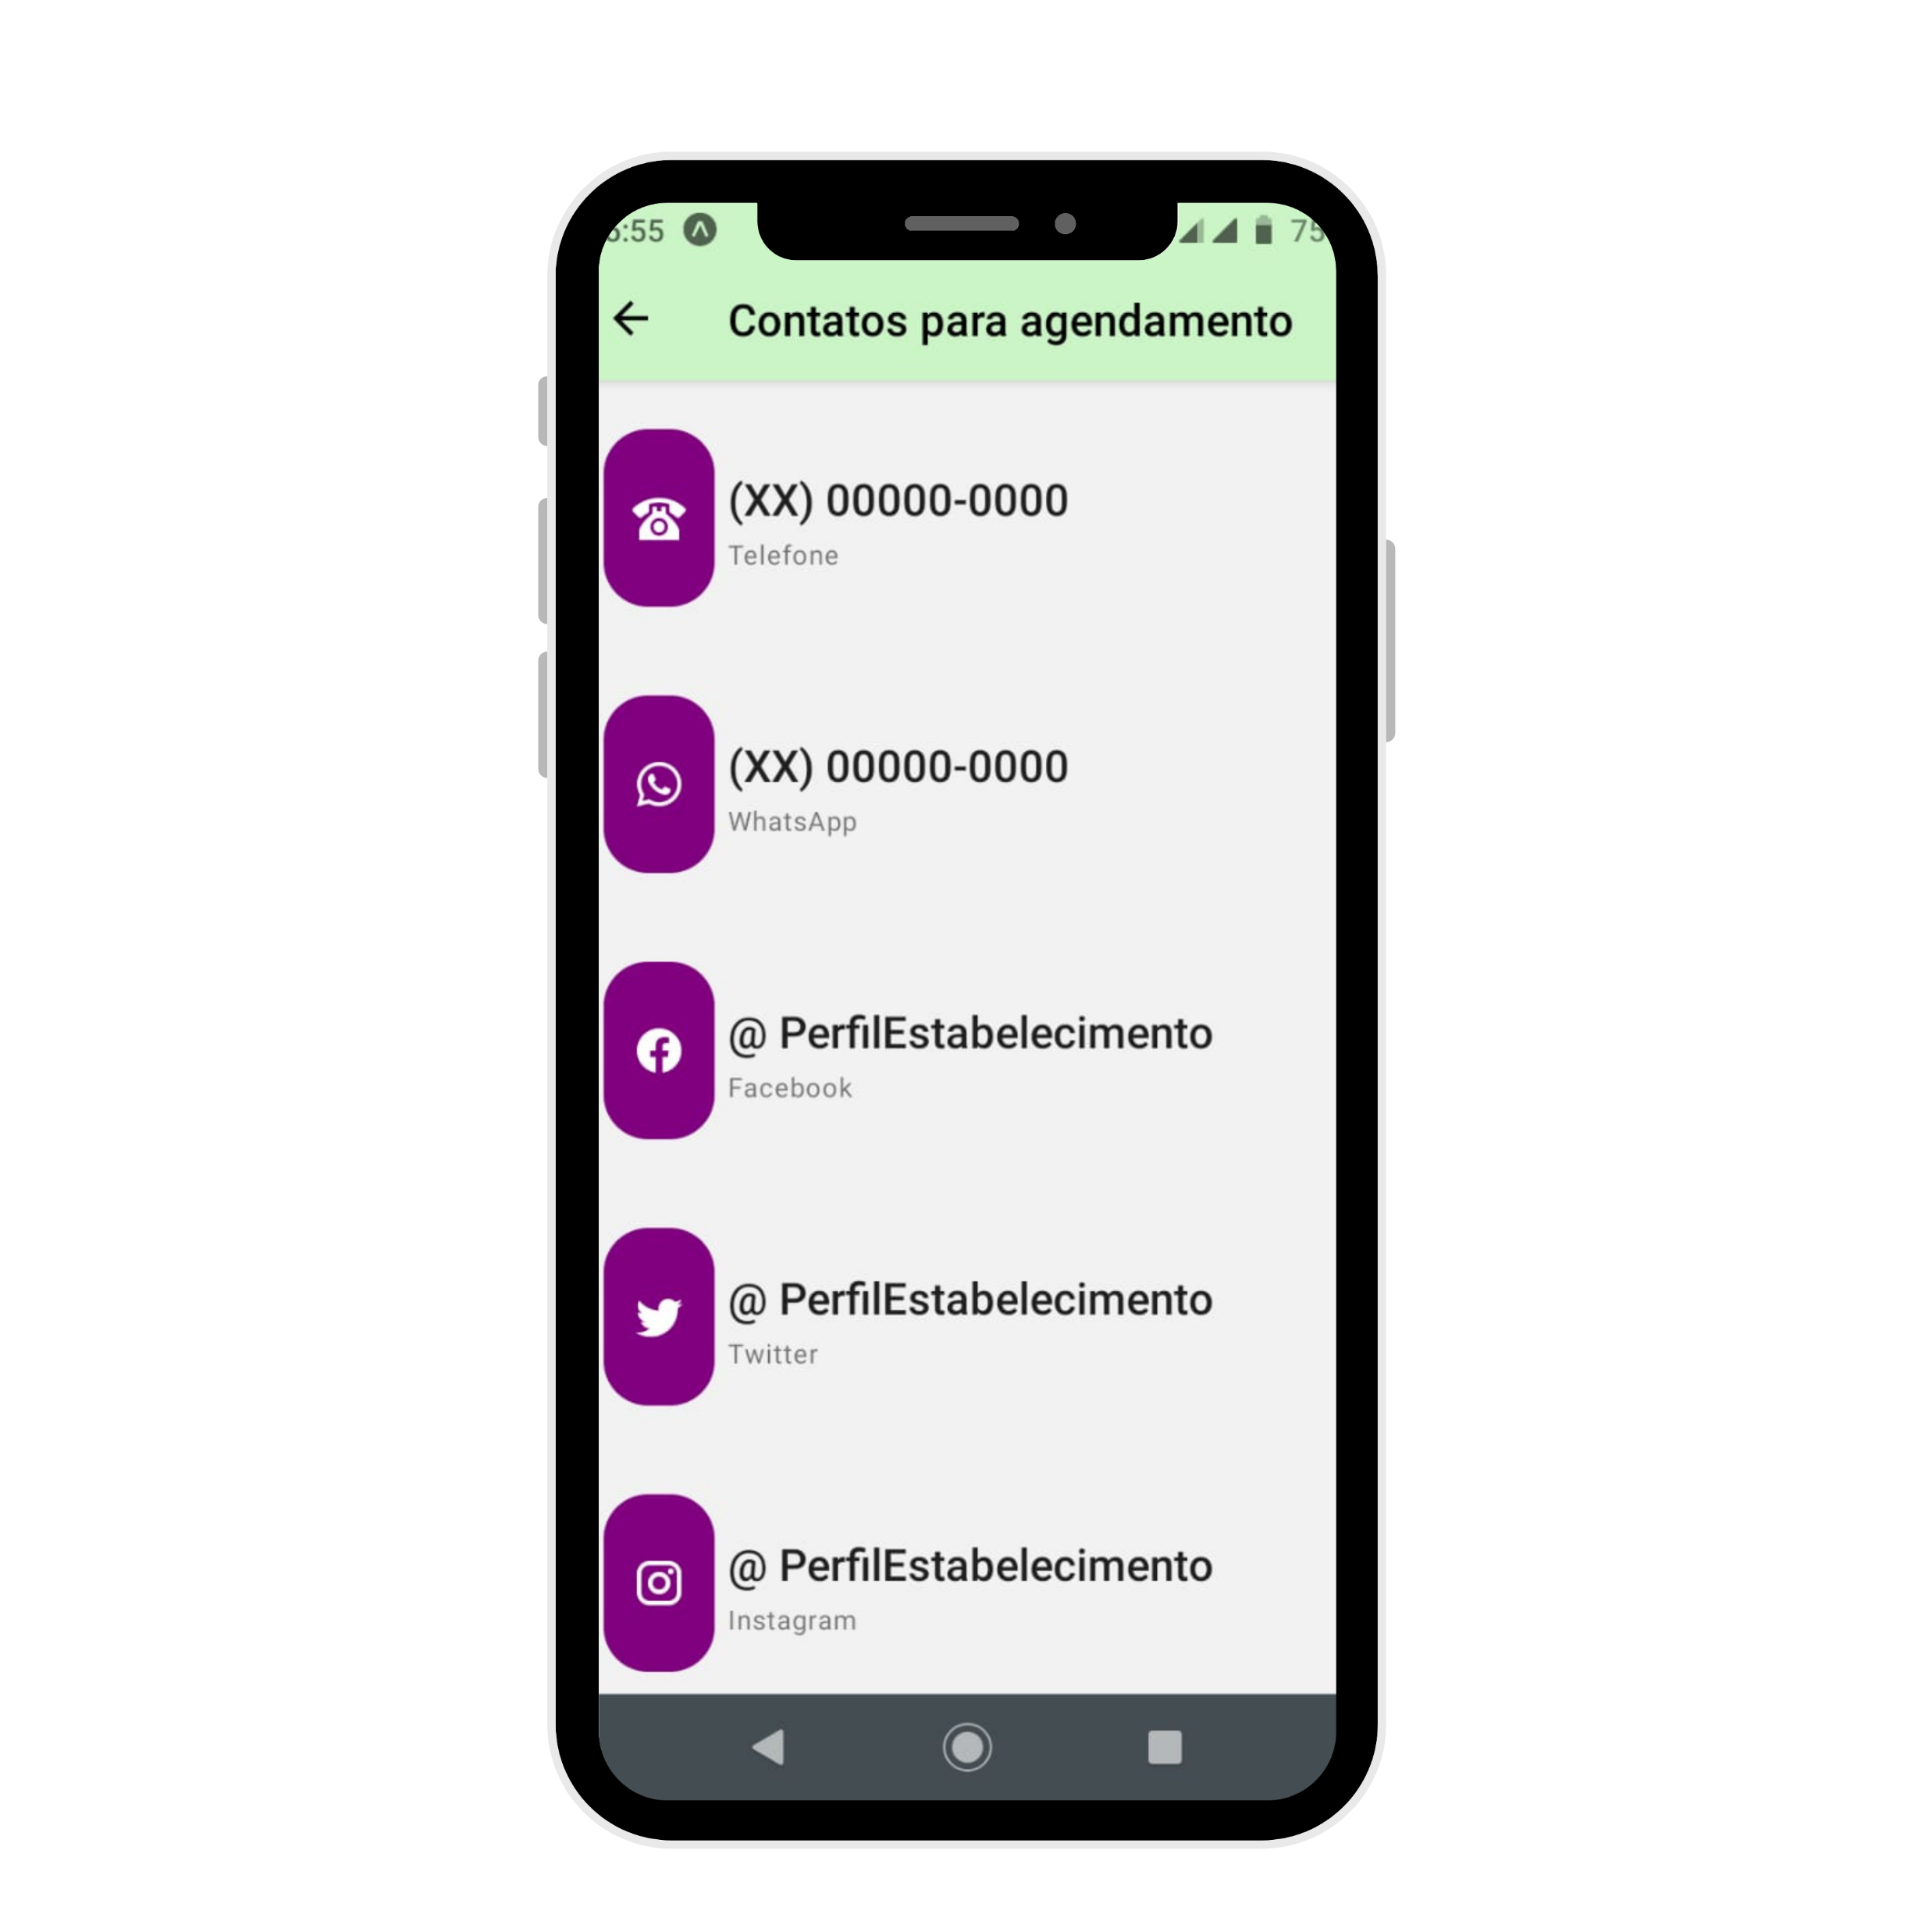 :55
75
Contatos para agendamento
(XX) 00000-0000
Telefone
(XX) 00000-0000
WhatsApp
@ PerfilEstabelecimento
Facebook
@ PerfilEstabelecimento
Twitter
@ PerfilEstabelecimento
Instagram